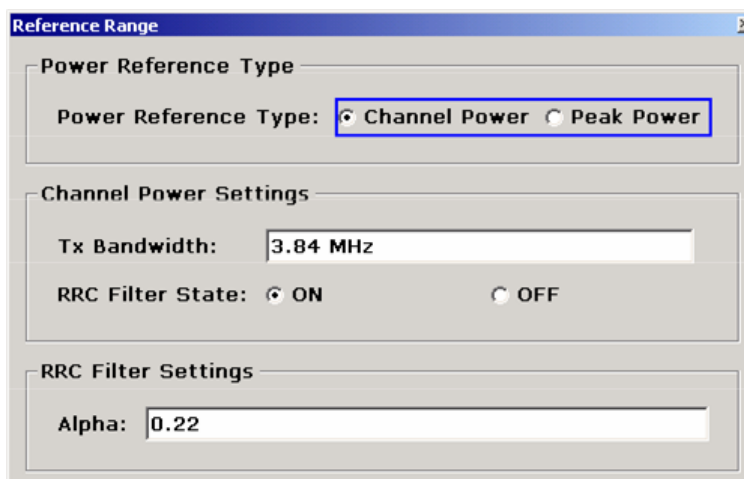 Reference Range
Power Reference Type
Power Reference Type: Channel Power Peak Power
Channel Power Settings
Tx Bandwidth: 3.84 MHz
RRC Filter State: ON OFF
RRC Filter Settings
Alpha: 0.22